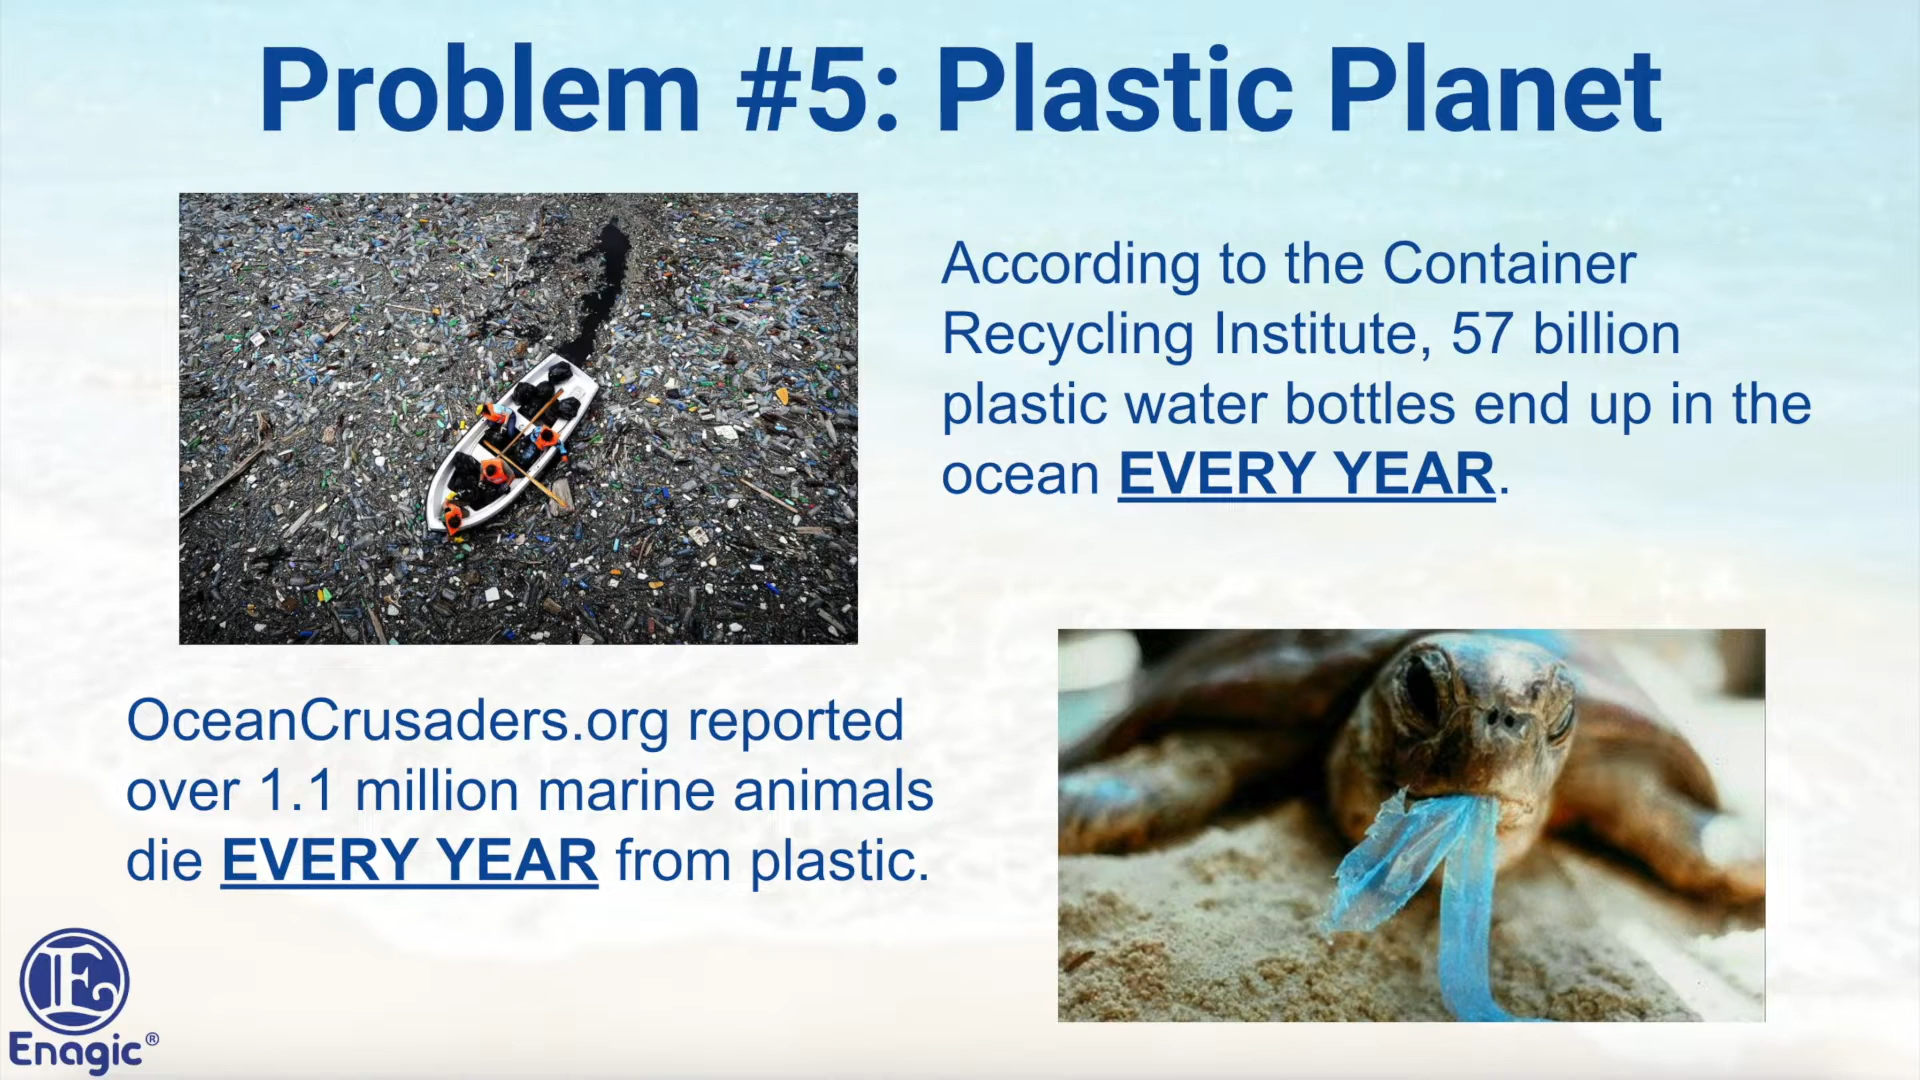 Problem #5: Plastic Planet
According to the Container
Recycling Institute, 57 billion
plastic water bottles end up in the
ocean EVERY YEAR.
OceanCrusaders.org reported
over 1.1 million marine animals
die EVERY YEAR from plastic.
E
Enagic®